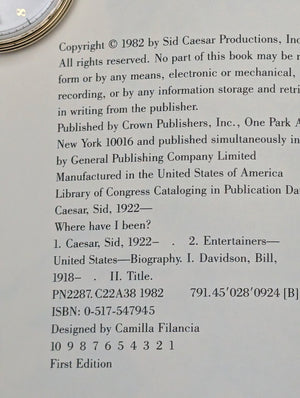 Copyright © 1982 by Sid Caesar Productions, Inc
All rights reserved. No part of this book may be r
form or by any means, electronic or mechanical,
recording, or by any information storage and retri
in writing from the publisher.
Published by Crown Publishers, Inc., One Park A
New York 10016 and published simultaneously in
by General Publishing Company Limited
Manufactured in the United States of America
Library of Congress Cataloging in Publication Da
Caesar, Sid, 1922—
Where have I been?
1. Caesar, Sid, 1922– . 2. Entertainers—
United States—Biography. I. Davidson, Bill,
1918– . II. Title.
PN2287.C22A38 1982 791.45′028′0924 [B]
ISBN: 0-517-547945
Designed by Camilla Filancia
10 9 8 7 6 5 4 3 2 1
First Edition